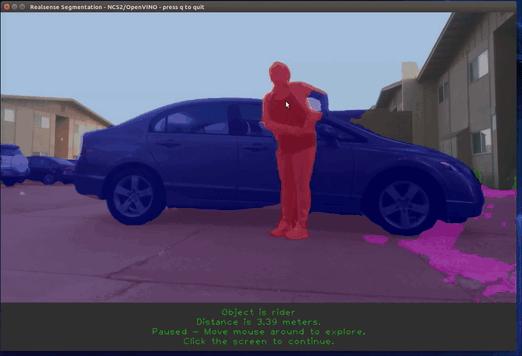 Realsense Segmentation - NCS2/OpenVINO - press q to quit
Object is rider
Distance is 3.39 meters.
Paused - Move mouse around to explore.
Click the screen to continue.